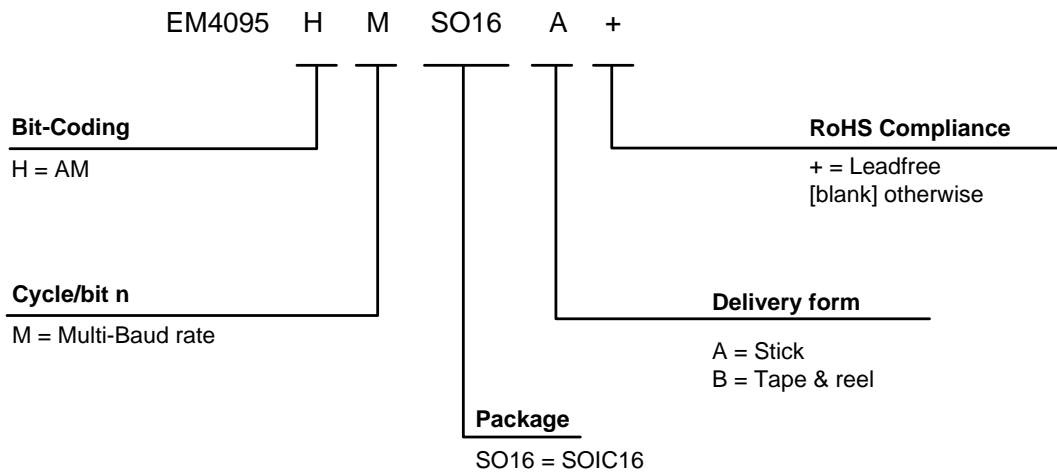 EM4095 H M SO16 A +
Bit-Coding
H = AM
RoHS Compliance
+ = Leadfree
[blank] otherwise
Cycle/bit n
M = Multi-Baud rate
Delivery form
A = Stick
B = Tape & reel
Package
SO16 = SOIC16